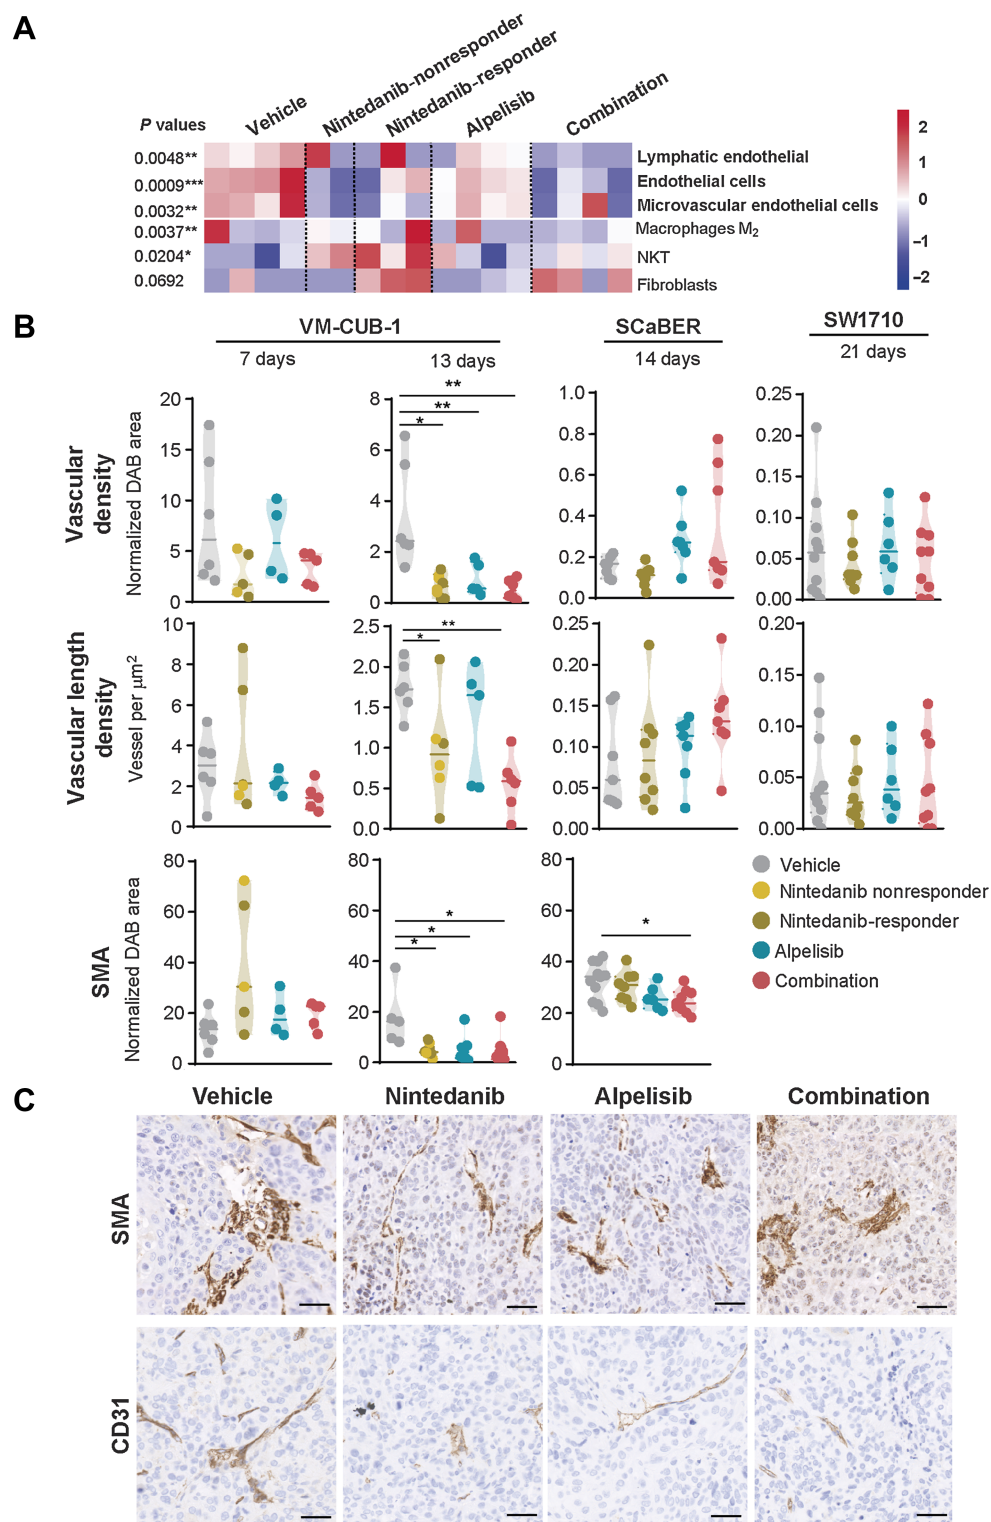 A
P values
Vehicle
Nintedanib-nonresponder
Nintedanib-responder
Alpelisib
Combination
0.0048**
0.0009***
0.0032**
0.0037**
0.0204*
0.0692
Lymphatic endothelial
Endothelial cells
Microvascular endothelial cells
Macrophages M2
NKT
Fibroblasts
2
1
0
−1
−2
B
VM-CUB-1
SCaBER
SW1710
7 days
13 days
14 days
21 days
Vascular density
Normalized DAB area
20
15
10
5
0
8
6
4
2
0
**
**
*
1.0
0.8
0.6
0.4
0.2
0.0
0.25
0.20
0.15
0.10
0.05
0.00
Vascular length density
Vessel per µm2
10
8
6
4
2
0
2.5
2.0
1.5
1.0
0.5
0.0
**
*
0.25
0.20
0.15
0.10
0.05
0.00
0.20
0.15
0.10
0.05
0.00
SMA
Normalized DAB area
80
60
40
20
0
80
60
40
20
0
*
*
*
80
60
40
20
0
*
Vehicle
Nintedanib nonresponder
Nintedanib-responder
Alpelisib
Combination
C
Vehicle
Nintedanib
Alpelisib
Combination
SMA
CD31